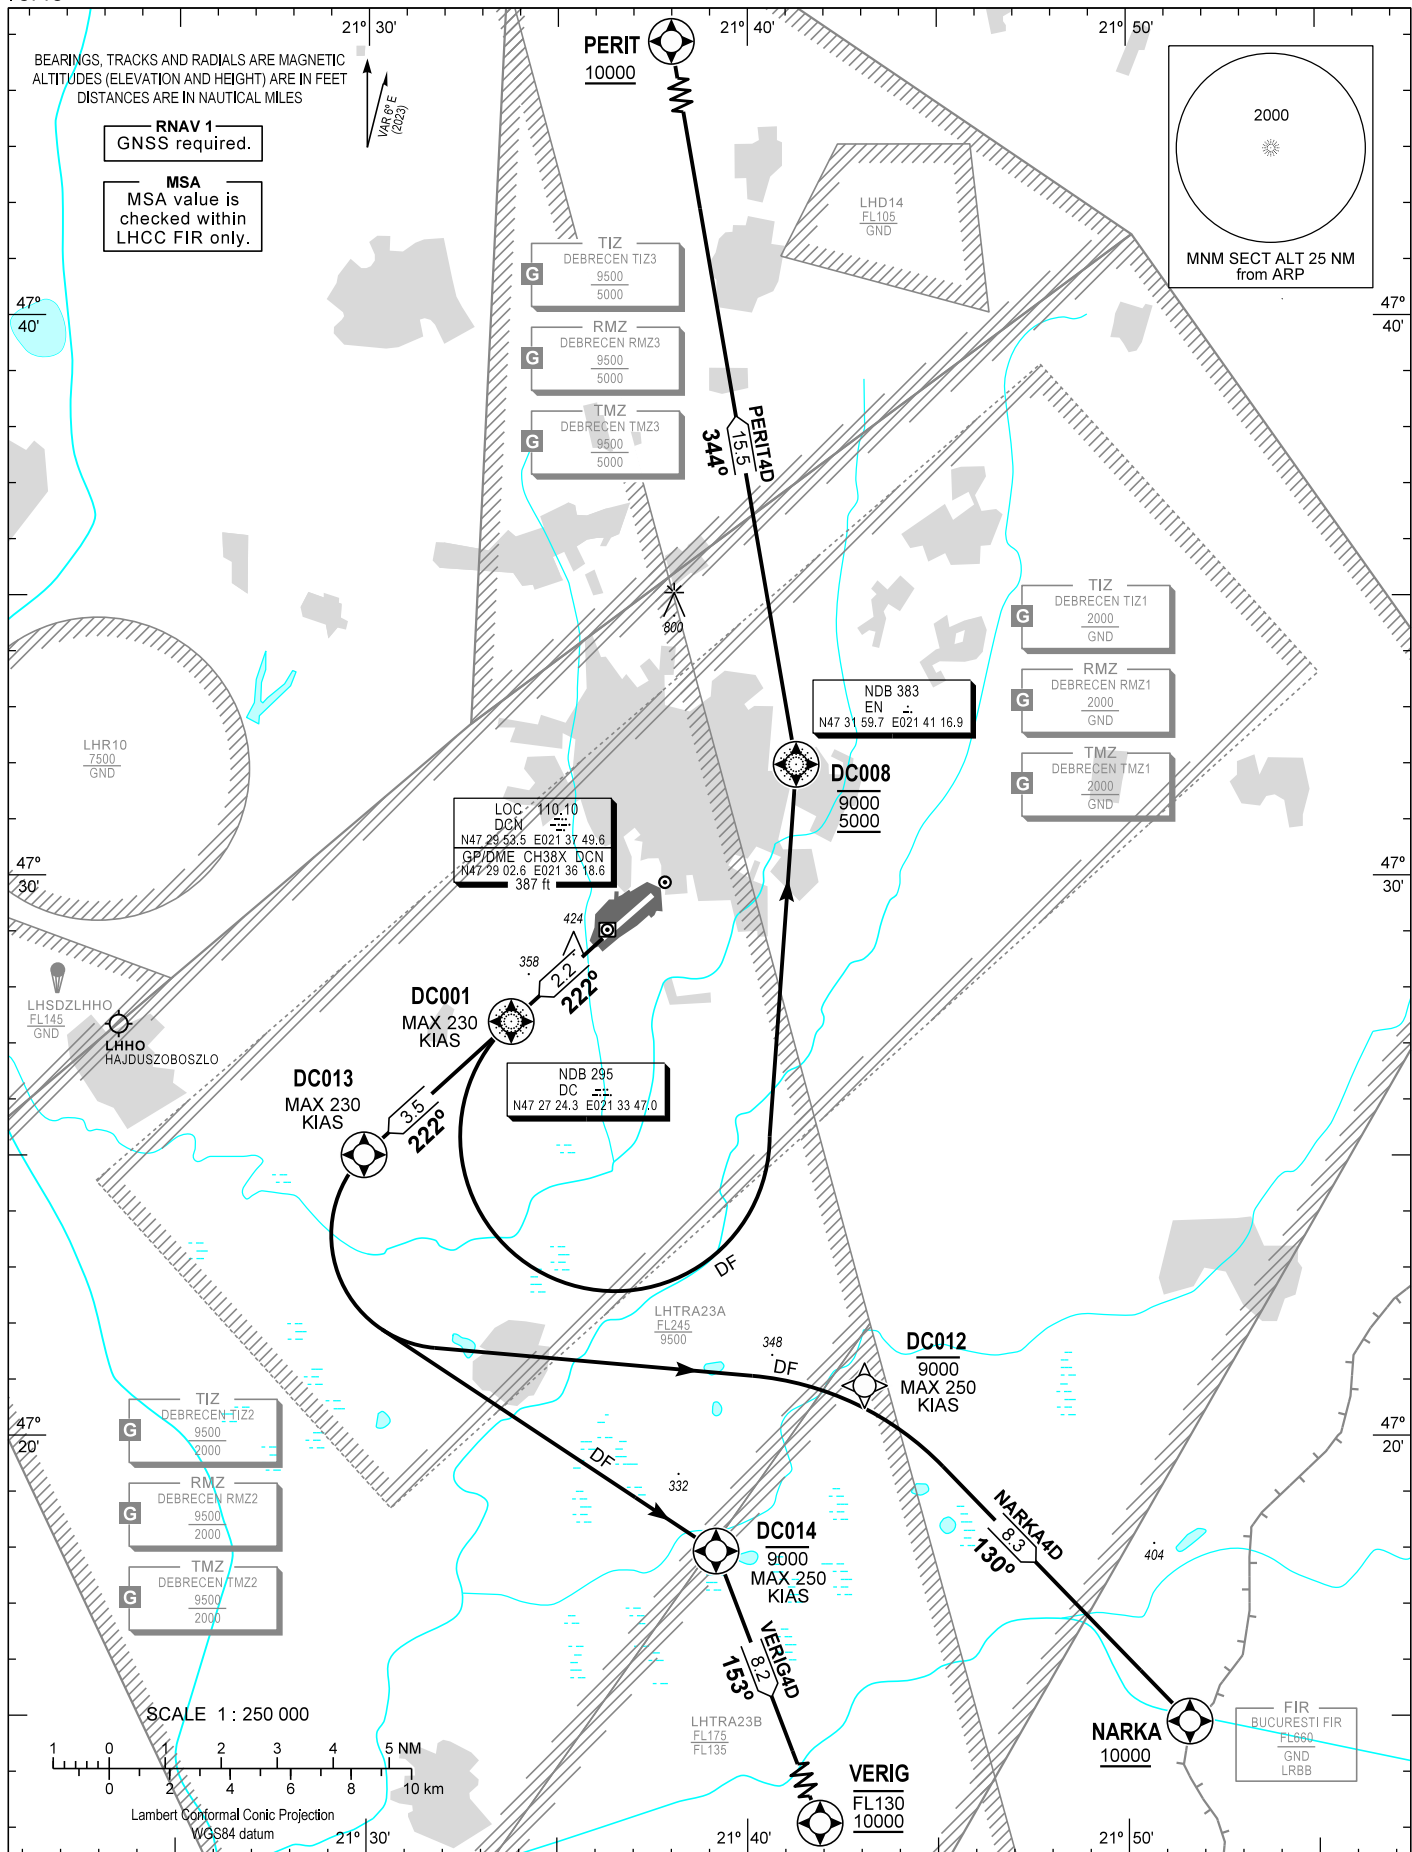 21° 30'
21° 40'
21° 50'
BEARINGS, TRACKS AND RADIALS ARE MAGNETIC
ALTITUDES (ELEVATION AND HEIGHT) ARE IN FEET
DISTANCES ARE IN NAUTICAL MILES
VAR 6° E
(2023)
RNAV 1
GNSS required.
MSA
MSA value is
checked within
LHCC FIR only.
PERIT
10000
2000
MNM SECT ALT 25 NM
from ARP
LHD14
FL105
GND
TIZ
DEBRECEN TIZ3
G
9500
5000
RMZ
DEBRECEN RMZ3
G
9500
5000
TMZ
DEBRECEN TMZ3
G
9500
5000
47°
40'
47°
40'
PERIT4D
15.5
344°
800
TIZ
DEBRECEN TIZ1
G
2000
GND
RMZ
DEBRECEN RMZ1
G
2000
GND
TMZ
DEBRECEN TMZ1
G
2000
GND
NDB 383
EN
N47 31 59.7 E021 41 16.9
DC008
9000
5000
LHR10
7500
GND
LOC 110.10
DCN
N47 29 53.5 E021 37 49.6
GP/DME CH38X DCN
N47 29 02.6 E021 36 18.6
387 ft
47°
30'
47°
30'
424
358
2.2
222°
LHSDZLHHO
FL145
GND
LHHO
HAJDUSZOBOSZLO
DC001
MAX 230
KIAS
NDB 295
DC
N47 27 24.3 E021 33 47.0
DC013
MAX 230
KIAS
3.5
222°
DF
LHTRA23A
FL245
9500
348
DF
DC012
9000
MAX 250
KIAS
TIZ
DEBRECEN TIZ2
G
9500
2000
RMZ
DEBRECEN RMZ2
G
9500
2000
TMZ
DEBRECEN TMZ2
G
9500
2000
47°
20'
47°
20'
DF
332
DC014
9000
MAX 250
KIAS
NARKA4D
8.3
130°
404
VERIG4D
8.2
153°
LHTRA23B
FL175
FL135
NARKA
10000
FIR
BUCURESTI FIR
FL660
GND
LRBB
VERIG
FL130
10000
SCALE 1 : 250 000
1 0 1 2 3 4 5 NM
0 2 4 6 8 10 km
Lambert Conformal Conic Projection
WGS84 datum
21° 30'
21° 40'
21° 50'